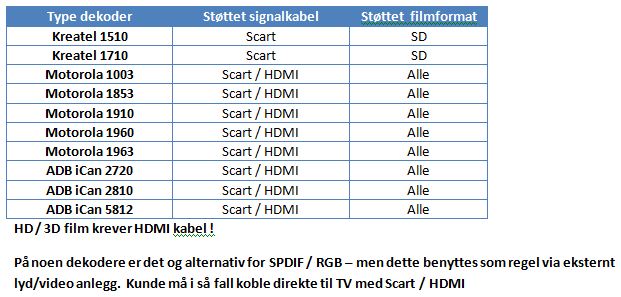 Type dekoder Støttet signalkabel Støttet filmformat
Kreatel 1510 Scart SD
Kreatel 1710 Scart SD
Motorola 1003 Scart / HDMI Alle
Motorola 1853 Scart / HDMI Alle
Motorola 1910 Scart / HDMI Alle
Motorola 1960 Scart / HDMI Alle
Motorola 1963 Scart / HDMI Alle
ADB iCan 2720 Scart / HDMI Alle
ADB iCan 2810 Scart / HDMI Alle
ADB iCan 5812 Scart / HDMI Alle
HD / 3D film krever HDMI kabel !
På noen dekodere er det og alternativ for SPDIF / RGB – men dette benyttes som regel via eksternt
lyd/video anlegg. Kunde må i så fall koble direkte til TV med Scart / HDMI